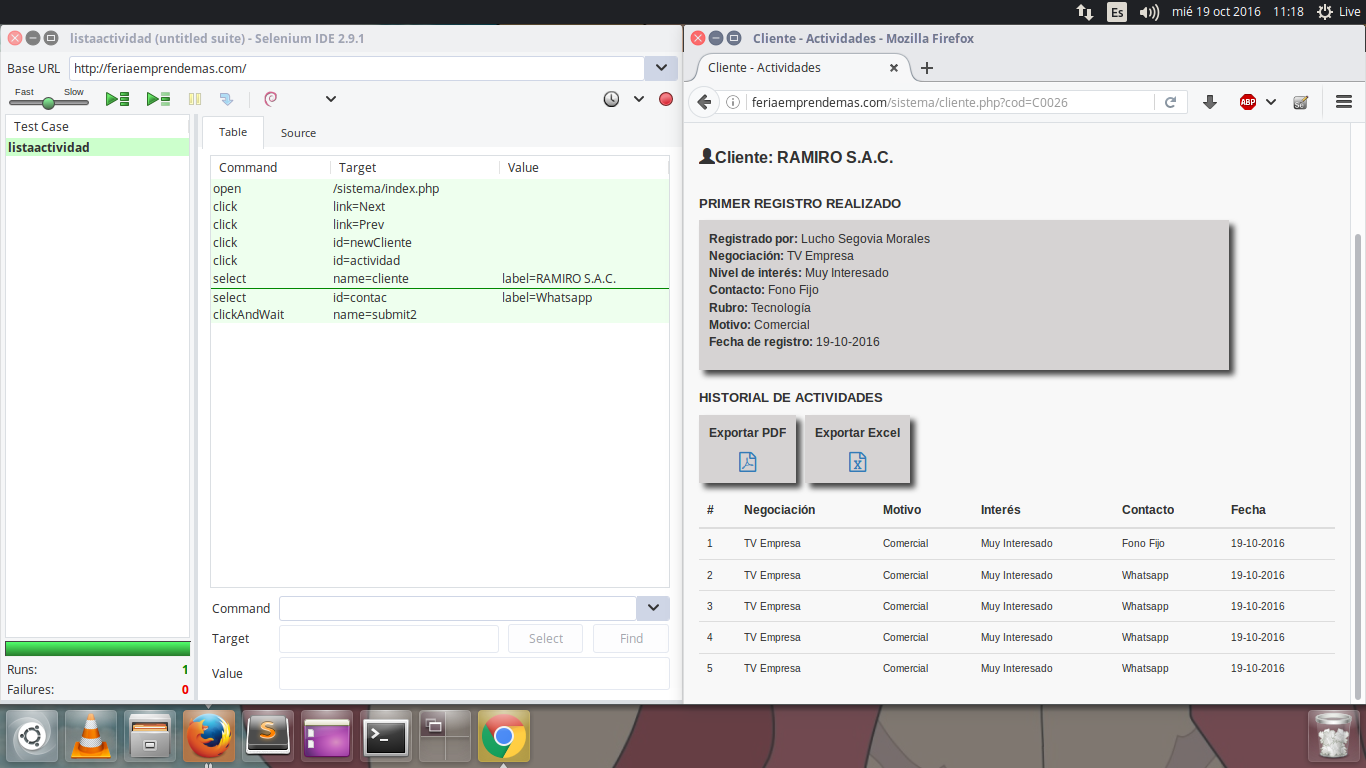 Es mié 19 oct 2016 11:18 Live
listaactividad (untitled suite) - Selenium IDE 2.9.1
Base URL http://feriaemprendemas.com/
Fast Slow
Test Case
listaactividad
Runs: 1
Failures: 0
Table Source
Command Target Value
open /sistema/index.php
click link=Next
click link=Prev
click id=newCliente
click id=actividad
select name=cliente label=RAMIRO S.A.C.
select id=contac label=Whatsapp
clickAndWait name=submit2
Command
Target Select Find
Value
Cliente - Actividades - Mozilla Firefox
Cliente - Actividades
feriaemprendemas.com/sistema/cliente.php?cod=C0026
ABP
Cliente: RAMIRO S.A.C.
PRIMER REGISTRO REALIZADO
Registrado por: Lucho Segovia Morales
Negociación: TV Empresa
Nivel de interés: Muy Interesado
Contacto: Fono Fijo
Rubro: Tecnología
Motivo: Comercial
Fecha de registro: 19-10-2016
HISTORIAL DE ACTIVIDADES
Exportar PDF Exportar Excel
# Negociación Motivo Interés Contacto Fecha
1 TV Empresa Comercial Muy Interesado Fono Fijo 19-10-2016
2 TV Empresa Comercial Muy Interesado Whatsapp 19-10-2016
3 TV Empresa Comercial Muy Interesado Whatsapp 19-10-2016
4 TV Empresa Comercial Muy Interesado Whatsapp 19-10-2016
5 TV Empresa Comercial Muy Interesado Whatsapp 19-10-2016